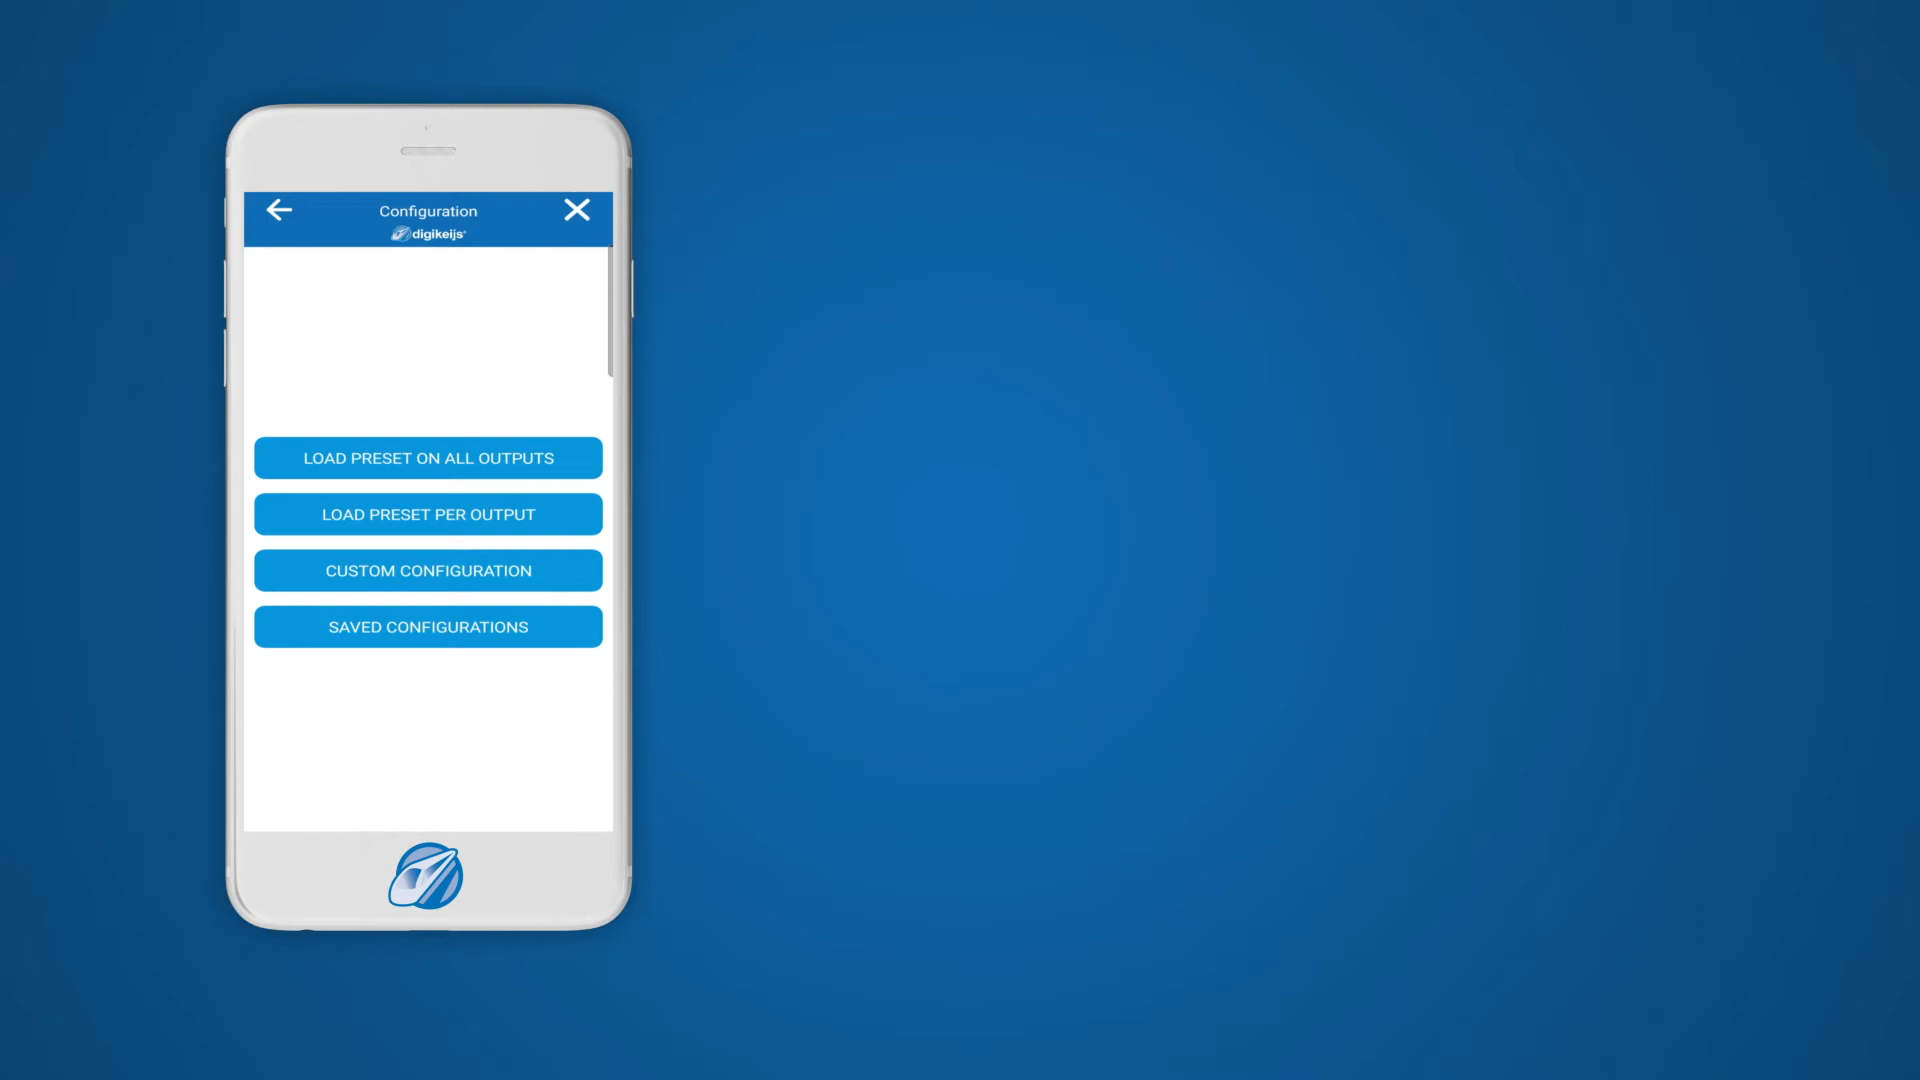 Configuration
digikeijs
LOAD PRESET ON ALL OUTPUTS
LOAD PRESET PER OUTPUT
CUSTOM CONFIGURATION
SAVED CONFIGURATIONS